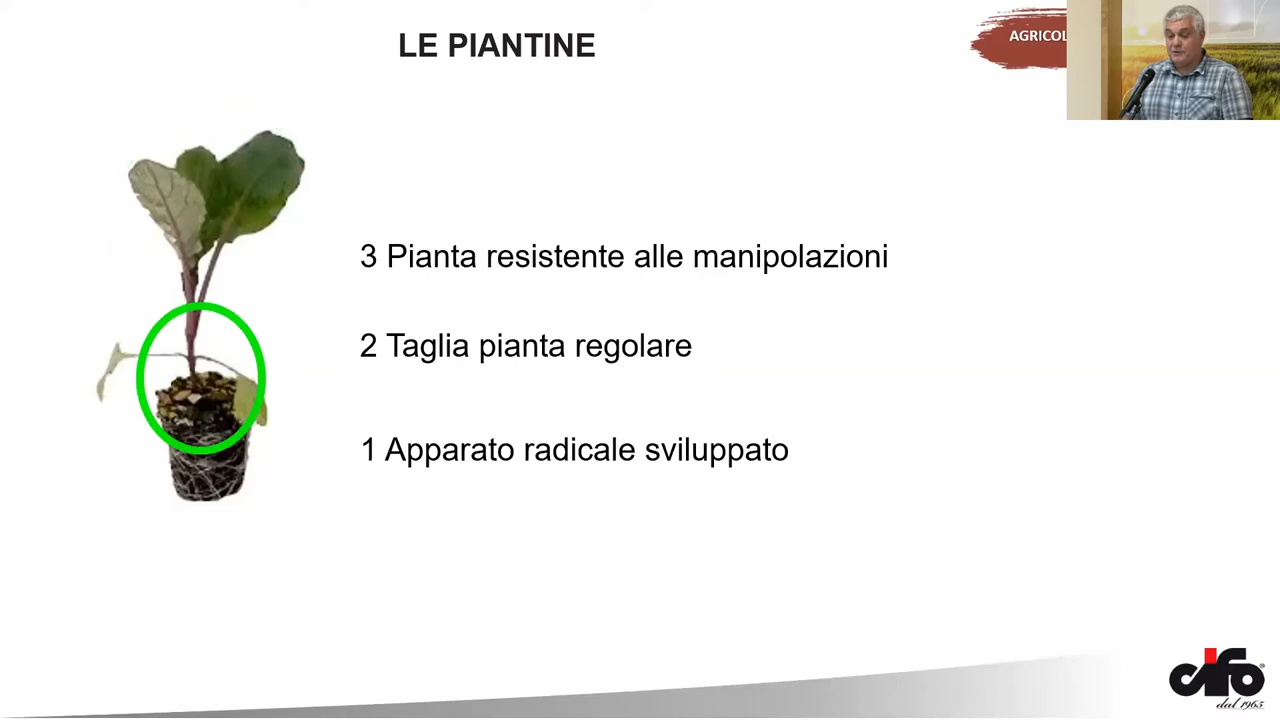 LE PIANTINE
AGRICOL
3 Pianta resistente alle manipolazioni
2 Taglia pianta regolare
1 Apparato radicale sviluppato
cifo
dal 1965